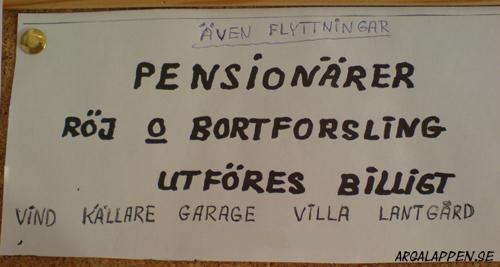 ÄVEN FLYTTNINGAR
PENSIONÄRER
RÖJ O BORTFORSLING
UTFÖRES BILLIGT
VIND KÄLLARE GARAGE VILLA LANTGÅRD
ARGALAPPEN.SE